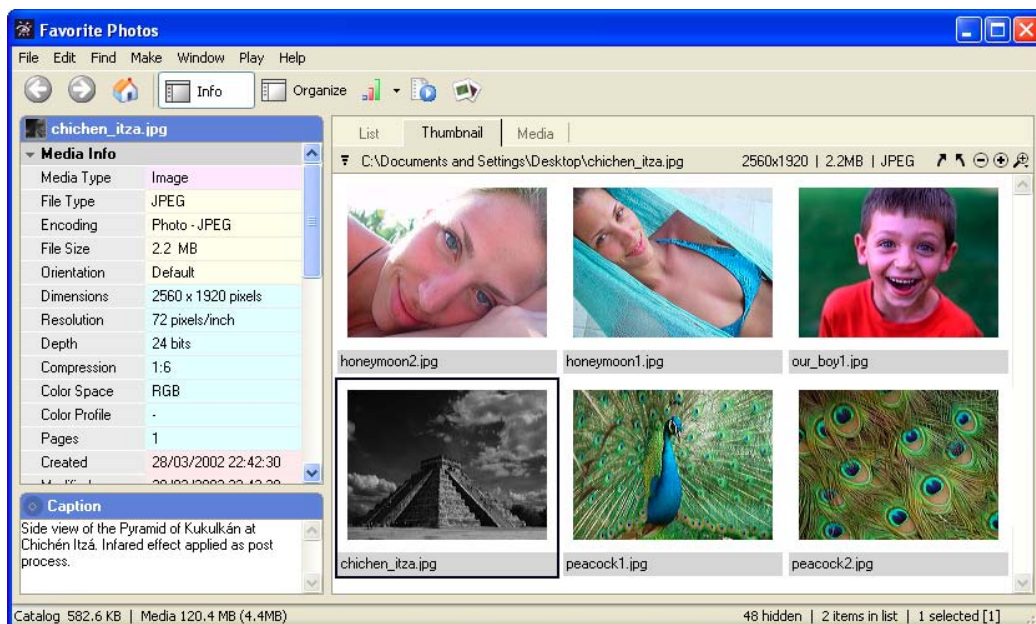 Favorite Photos
File Edit Find Make Window Play Help
Info Organize
chichen_itza.jpg
Media Info
Media Type Image
File Type JPEG
Encoding Photo - JPEG
File Size 2.2 MB
Orientation Default
Dimensions 2560 x 1920 pixels
Resolution 72 pixels/inch
Depth 24 bits
Compression 1:6
Color Space RGB
Color Profile -
Pages 1
Created 28/03/2002 22:42:30
Caption
Side view of the Pyramid of Kukulkán at
Chichén Itzá. Infared effect applied as post
process.
List Thumbnail Media
C:\Documents and Settings\Desktop\chichen_itza.jpg 2560x1920 | 2.2MB | JPEG
honeymoon2.jpg honeymoon1.jpg our_boy1.jpg
chichen_itza.jpg peacock1.jpg peacock2.jpg
Catalog 582.6 KB | Media 120.4 MB (4.4MB) 48 hidden | 2 items in list | 1 selected [1]